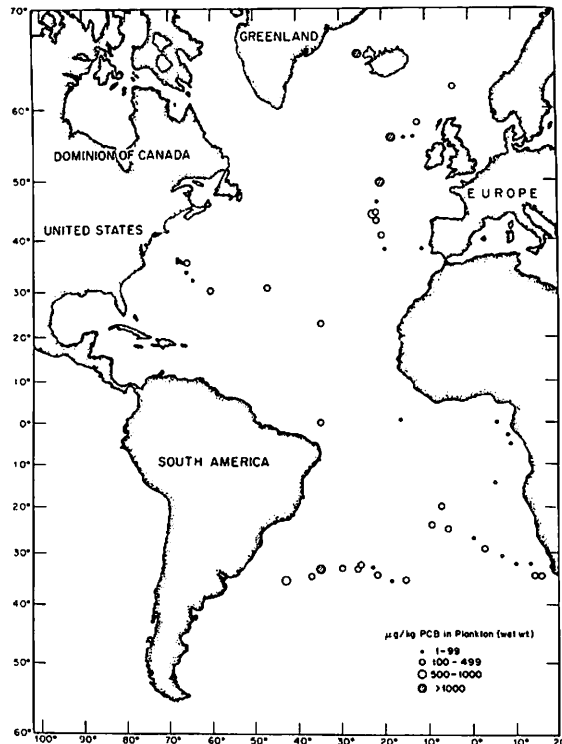 70°
GREENLAND
60°
DOMINION OF CANADA
50°
EUROPE
UNITED STATES
40°
30°
20°
10°
0°
SOUTH AMERICA
10°
20°
30°
40°
50°
60°
µg/kg PCB in Plankton (wet wt)
1-99
100-499
500-1000
>1000
100° 90° 80° 70° 60° 50° 40° 30° 20° 10° 0° 10° 20